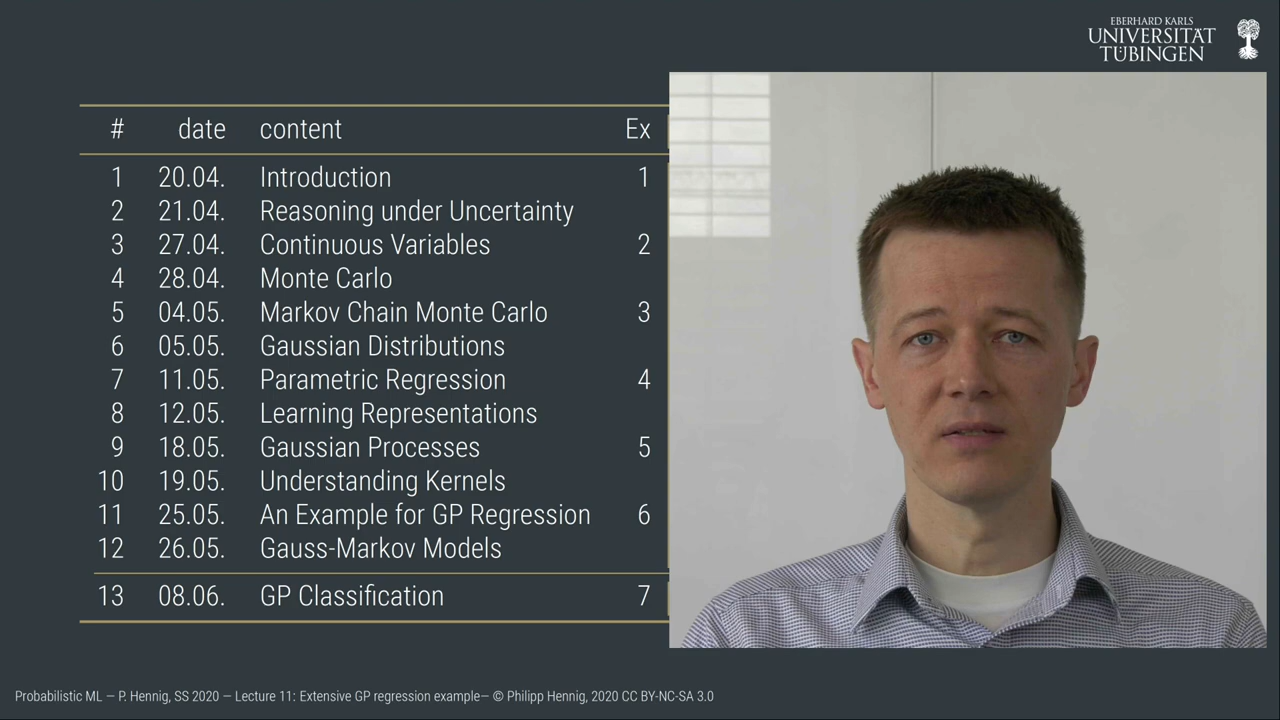 EBERHARD KARLS
UNIVERSITÄT
TÜBINGEN
# date content Ex
1 20.04. Introduction 1
2 21.04. Reasoning under Uncertainty
3 27.04. Continuous Variables 2
4 28.04. Monte Carlo
5 04.05. Markov Chain Monte Carlo 3
6 05.05. Gaussian Distributions
7 11.05. Parametric Regression 4
8 12.05. Learning Representations
9 18.05. Gaussian Processes 5
10 19.05. Understanding Kernels
11 25.05. An Example for GP Regression 6
12 26.05. Gauss-Markov Models
13 08.06. GP Classification 7
Probabilistic ML — P. Hennig, SS 2020 — Lecture 11: Extensive GP regression example— © Philipp Hennig, 2020 CC BY-NC-SA 3.0